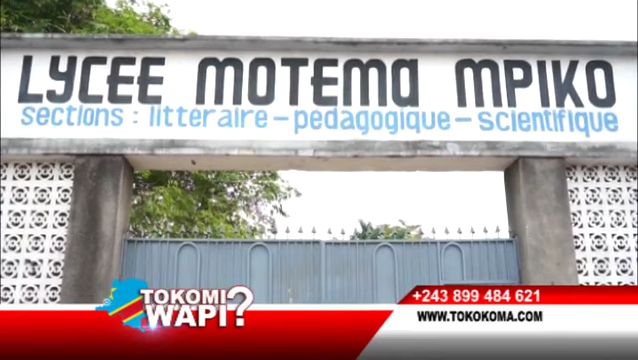 LYCEE MOTEMA MPIKO
sections : litteraire - pedagogique - scientifique
TOKOMI
WAPI ?
+243 899 484 621
WWW.TOKOKOMA.COM